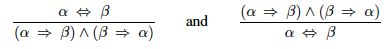 α ⇔ β
(α ⇒ β) ∧ (β ⇒ α)
and
(α ⇒ β) ∧ (β ⇒ α)
α ⇔ β